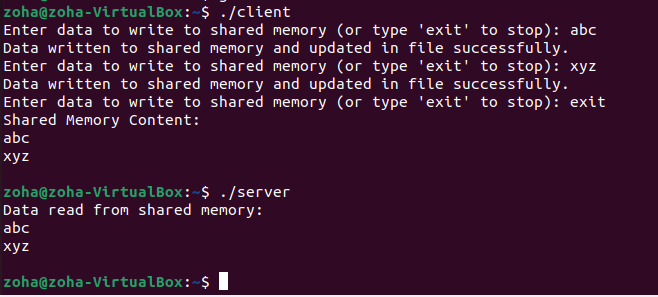 zoha@zoha-VirtualBox:~$ ./client
Enter data to write to shared memory (or type 'exit' to stop): abc
Data written to shared memory and updated in file successfully.
Enter data to write to shared memory (or type 'exit' to stop): xyz
Data written to shared memory and updated in file successfully.
Enter data to write to shared memory (or type 'exit' to stop): exit
Shared Memory Content:
abc
xyz
zoha@zoha-VirtualBox:~$ ./server
Data read from shared memory:
abc
xyz
zoha@zoha-VirtualBox:~$